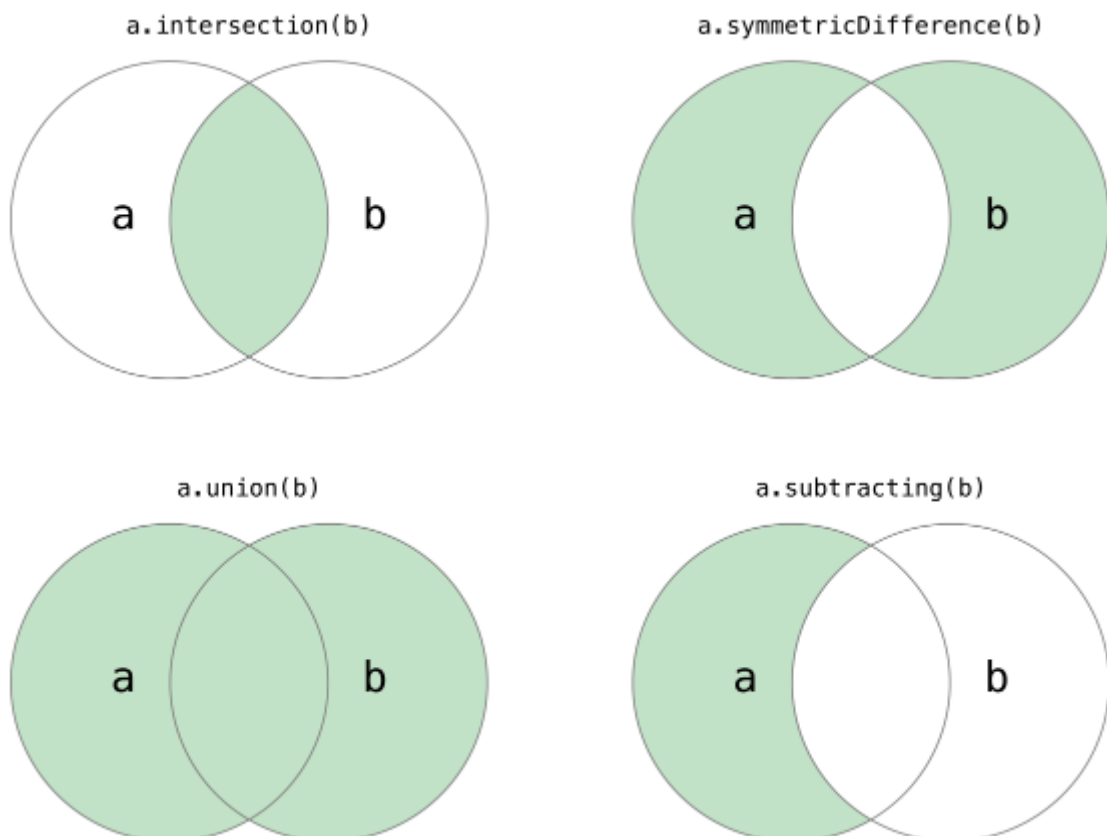 a.intersection(b)
a b
a.symmetricDifference(b)
a b
a.union(b)
a b
a.subtracting(b)
a b